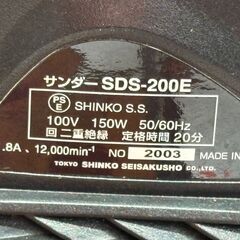 サンダー SDS-200E
PS
E SHINKO S.S.
100V 150W 50/60Hz
回 二重絶縁 定格時間 20分
.8A、12,000min⁻¹ NO 2003 MADE IN
TOKYO SHINKO SEISAKUSHO CO.,LTD.